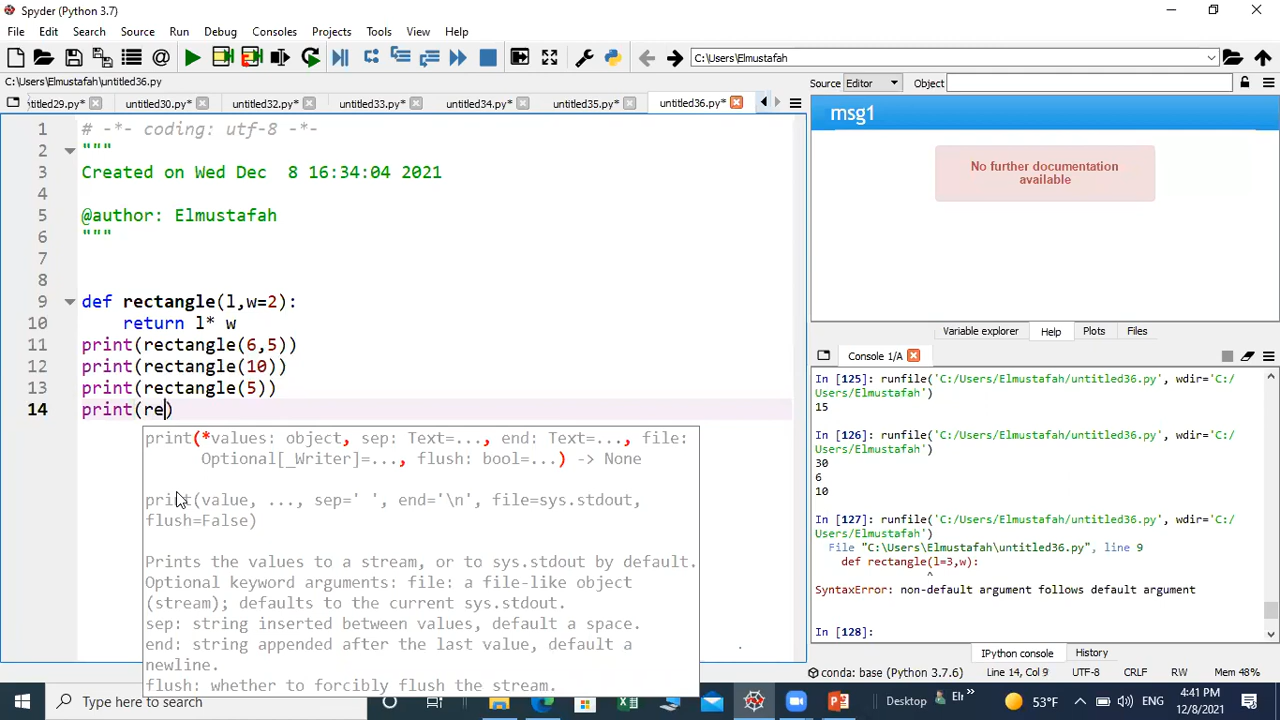 Spyder (Python 3.7)
File Edit Search Source Run Debug Consoles Projects Tools View Help
C:\Users\Elmustafah
C:\Users\Elmustafah\untitled36.py
Source Editor Object
titled29.py* untitled30.py* untitled32.py* untitled33.py* untitled34.py* untitled35.py* untitled36.py*
msg1
No further documentation
available
1 # -*- coding: utf-8 -*-
2 """
3 Created on Wed Dec  8 16:34:04 2021
4
5 @author: Elmustafah
6 """
7
8
9 def rectangle(l,w=2):
10     return l* w
11 print(rectangle(6,5))
12 print(rectangle(10))
13 print(rectangle(5))
14 print(re)
print(*values: object, sep: Text=..., end: Text=..., file:
Optional[_Writer]=..., flush: bool=...) -> None
print(value, ..., sep=' ', end='\n', file=sys.stdout,
flush=False)
Prints the values to a stream, or to sys.stdout by default.
Optional keyword arguments: file: a file-like object
(stream); defaults to the current sys.stdout.
sep: string inserted between values, default a space.
end: string appended after the last value, default a
newline.
flush: whether to forcibly flush the stream.
Variable explorer Help Plots Files
Console 1/A
In [125]: runfile('C:/Users/Elmustafah/untitled36.py', wdir='C:/
Users/Elmustafah')
15
In [126]: runfile('C:/Users/Elmustafah/untitled36.py', wdir='C:/
Users/Elmustafah')
30
6
10
In [127]: runfile('C:/Users/Elmustafah/untitled36.py', wdir='C:/
Users/Elmustafah')
File "C:\Users\Elmustafah\untitled36.py", line 9
def rectangle(l=3,w):
^
SyntaxError: non-default argument follows default argument
In [128]:
IPython console History
conda: base (Python 3.7.6) Line 14, Col 9 UTF-8 CRLF RW Mem 48%
Type here to search
Desktop
Elr »
53°F
ENG
4:41 PM
12/8/2021